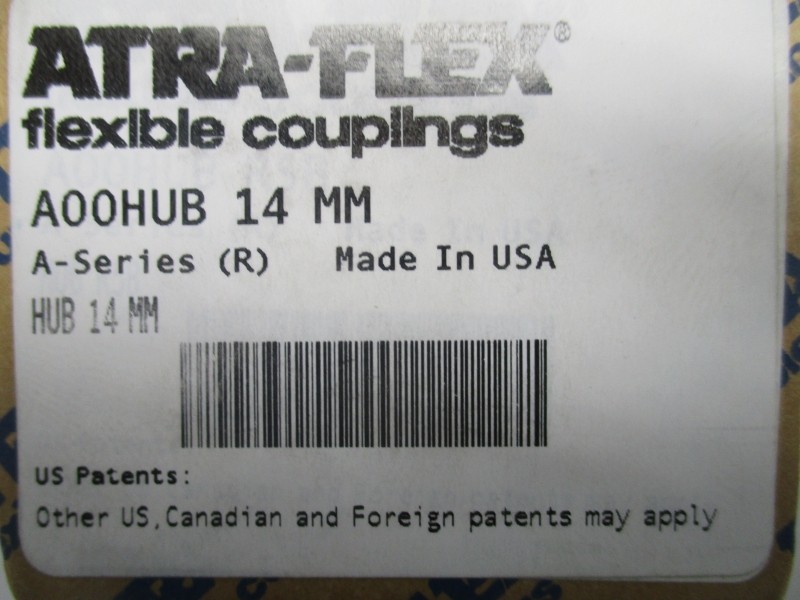 ATRA-FLEX®
flexible couplings
A00HUB 14 MM
A-Series (R) Made In USA
HUB 14 MM
US Patents:
Other US,Canadian and Foreign patents may apply